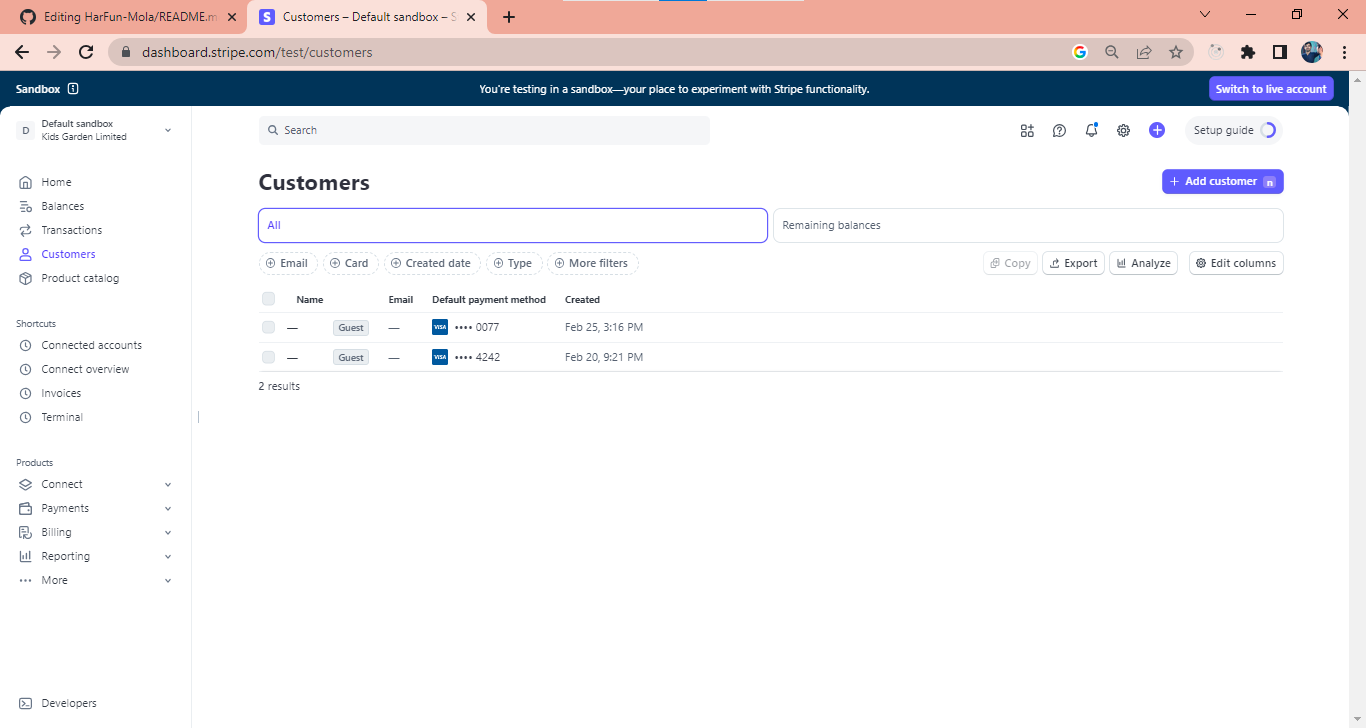 Editing HarFun-Mola/README.m
Customers – Default sandbox – S
dashboard.stripe.com/test/customers
Sandbox
You're testing in a sandbox—your place to experiment with Stripe functionality.
Switch to live account
D
Default sandbox
Kids Garden Limited
Search
Setup guide
Home
Balances
Transactions
Customers
Product catalog
Shortcuts
Connected accounts
Connect overview
Invoices
Terminal
Products
Connect
Payments
Billing
Reporting
More
Developers
Customers
Add customer n
All
Remaining balances
Email Card Created date Type More filters
Copy Export Analyze Edit columns
Name Email Default payment method Created
— Guest — VISA •••• 0077 Feb 25, 3:16 PM
— Guest — VISA •••• 4242 Feb 20, 9:21 PM
2 results